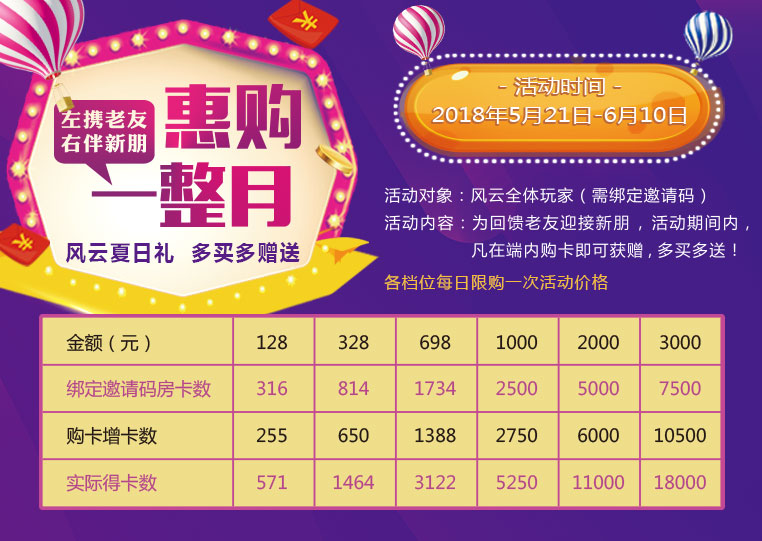 左携老友
右伴新朋
惠购
一整月
风云夏日礼 多买多赠送
- 活动时间 -
2018年5月21日-6月10日
活动对象：风云全体玩家（需绑定邀请码）
活动内容：为回馈老友迎接新朋，活动期间内，
凡在端内购卡即可获赠，多买多送！
各档位每日限购一次活动价格
金额（元） 128 328 698 1000 2000 3000
绑定邀请码房卡数 316 814 1734 2500 5000 7500
购卡增卡数 255 650 1388 2750 6000 10500
实际得卡数 571 1464 3122 5250 11000 18000